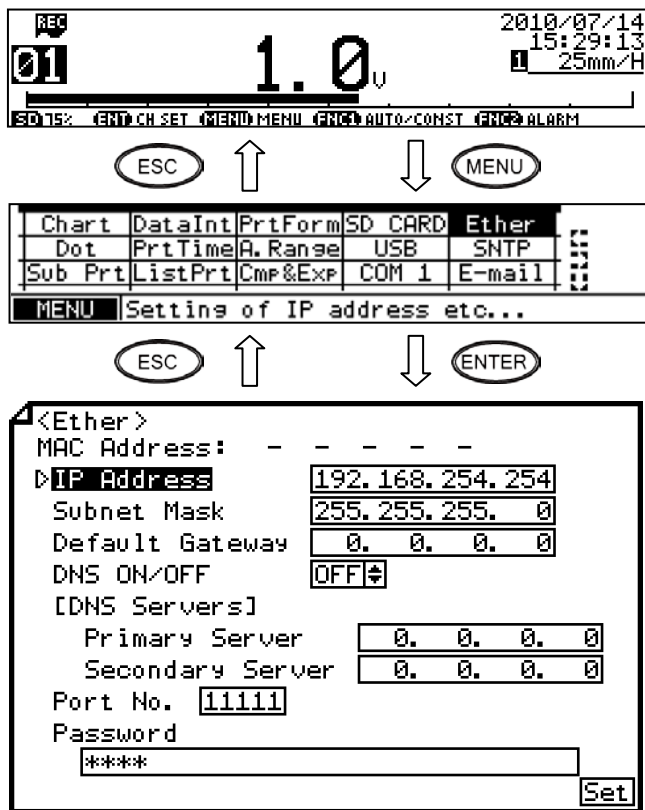 REC 2010/07/14
15:29:13
01 1.0V 1 25mm/H
SD 75% ENT CH SET MENU MENU FNC1 AUTO/CONST FNC2 ALARM
ESC MENU
Chart DataInt PrtForm SD CARD Ether
Dot PrtTime A.Range USB SNTP
Sub Prt ListPrt Cmp&Exp COM 1 E-mail
MENU Setting of IP address etc...
ESC ENTER
<Ether>
MAC Address: - - - - -
IP Address 192.168.254.254
Subnet Mask 255.255.255. 0
Default Gateway 0. 0. 0. 0
DNS ON/OFF OFF
[DNS Servers]
Primary Server 0. 0. 0. 0
Secondary Server 0. 0. 0. 0
Port No. 11111
Password
****
Set